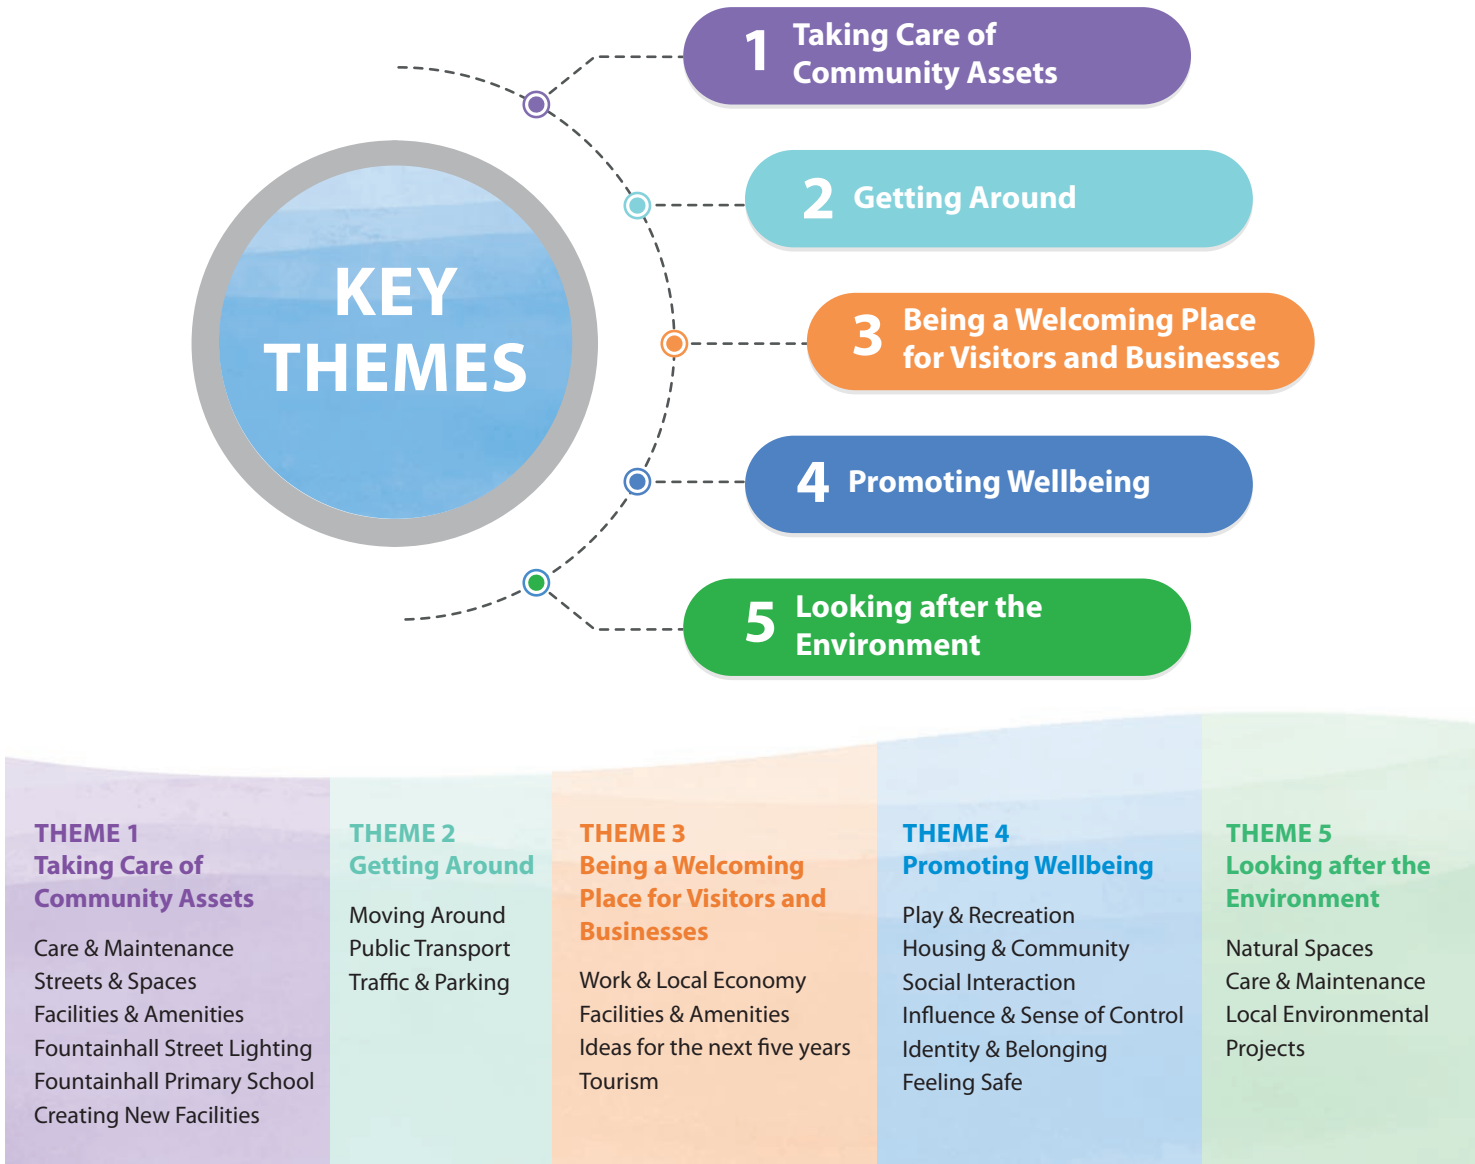 KEY
THEMES
1 Taking Care of
Community Assets
2 Getting Around
3 Being a Welcoming Place
for Visitors and Businesses
4 Promoting Wellbeing
5 Looking after the
Environment
THEME 1
Taking Care of
Community Assets
Care & Maintenance
Streets & Spaces
Facilities & Amenities
Fountainhall Street Lighting
Fountainhall Primary School
Creating New Facilities
THEME 2
Getting Around
Moving Around
Public Transport
Traffic & Parking
THEME 3
Being a Welcoming
Place for Visitors and
Businesses
Work & Local Economy
Facilities & Amenities
Ideas for the next five years
Tourism
THEME 4
Promoting Wellbeing
Play & Recreation
Housing & Community
Social Interaction
Influence & Sense of Control
Identity & Belonging
Feeling Safe
THEME 5
Looking after the
Environment
Natural Spaces
Care & Maintenance
Local Environmental
Projects